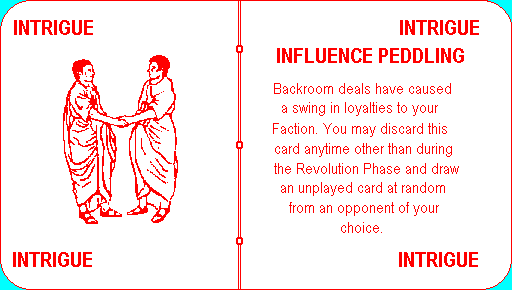 INTRIGUE
INTRIGUE
INTRIGUE
INFLUENCE PEDDLING
Backroom deals have caused
a swing in loyalties to your
Faction. You may discard this
card anytime other than during
the Revolution Phase and draw
an unplayed card at random
from an opponent of your
choice.
INTRIGUE